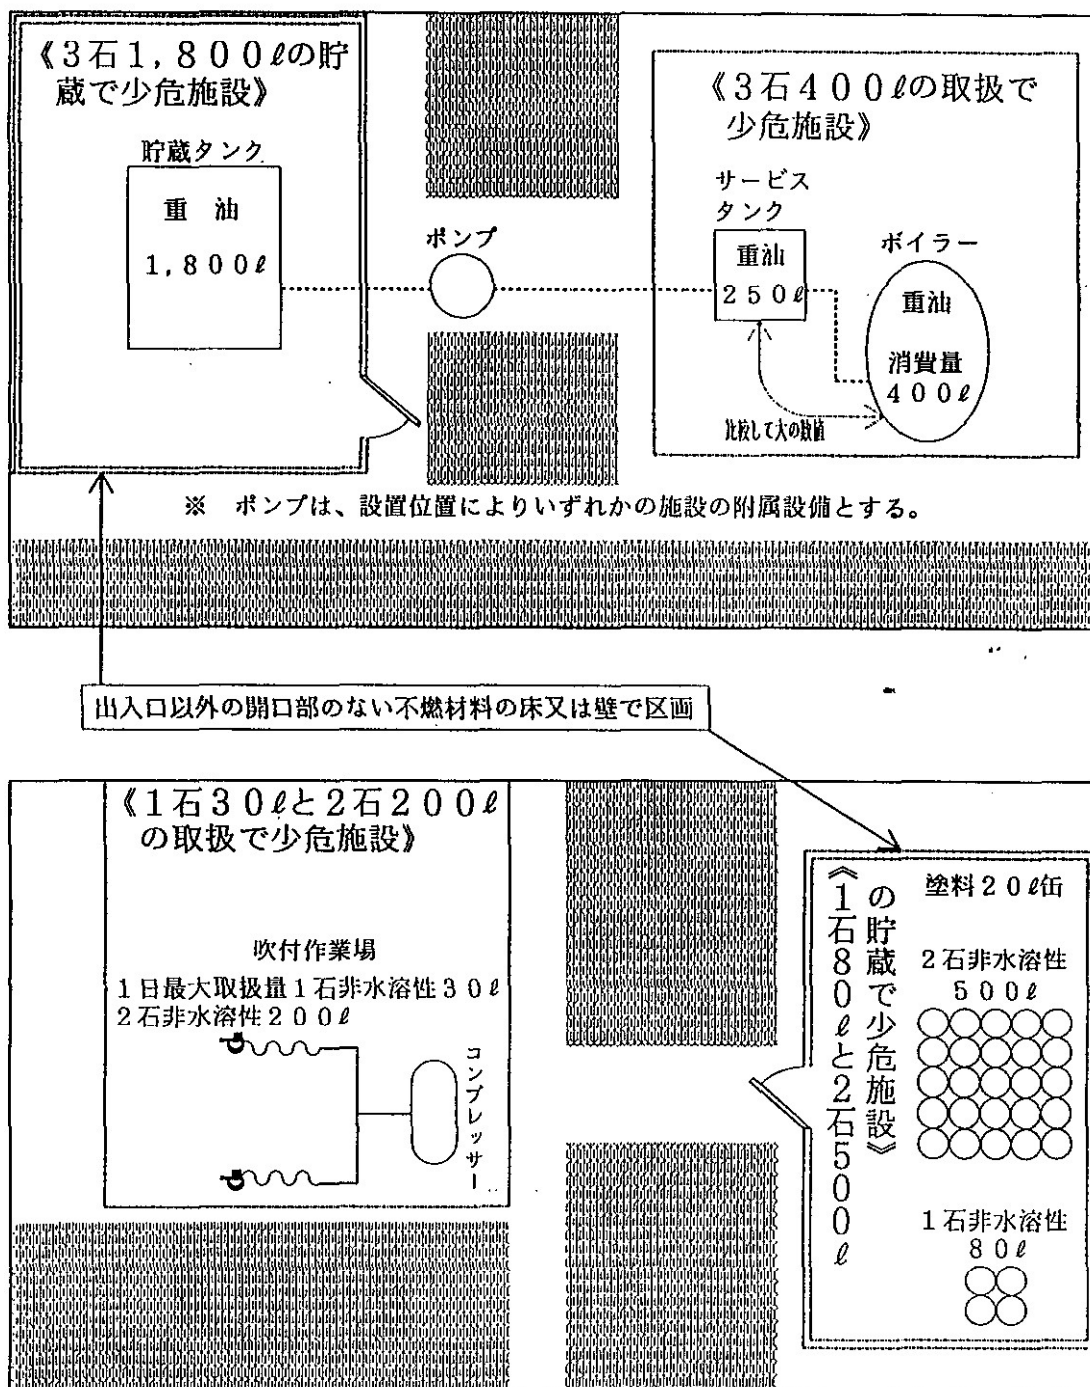 《3石1,800ℓの貯
蔵で少危施設》
貯蔵タンク
重 油
1,800ℓ
ポンプ
《3石400ℓの取扱で
少危施設》
サービス
タンク
重油
250ℓ
ボイラー
重油
消費量
400ℓ
比較して大の数値
※ ポンプは、設置位置によりいずれかの施設の附属設備とする。
出入口以外の開口部のない不燃材料の床又は壁で区画
《1石30ℓと2石200ℓ
の取扱で少危施設》
吹付作業場
1日最大取扱量1石非水溶性30ℓ
2石非水溶性200ℓ
コンプレッサー
《1石80ℓと2石500ℓ
の貯蔵で少危施設》
塗料20ℓ缶
2石非水溶性
500ℓ
1石非水溶性
80ℓ